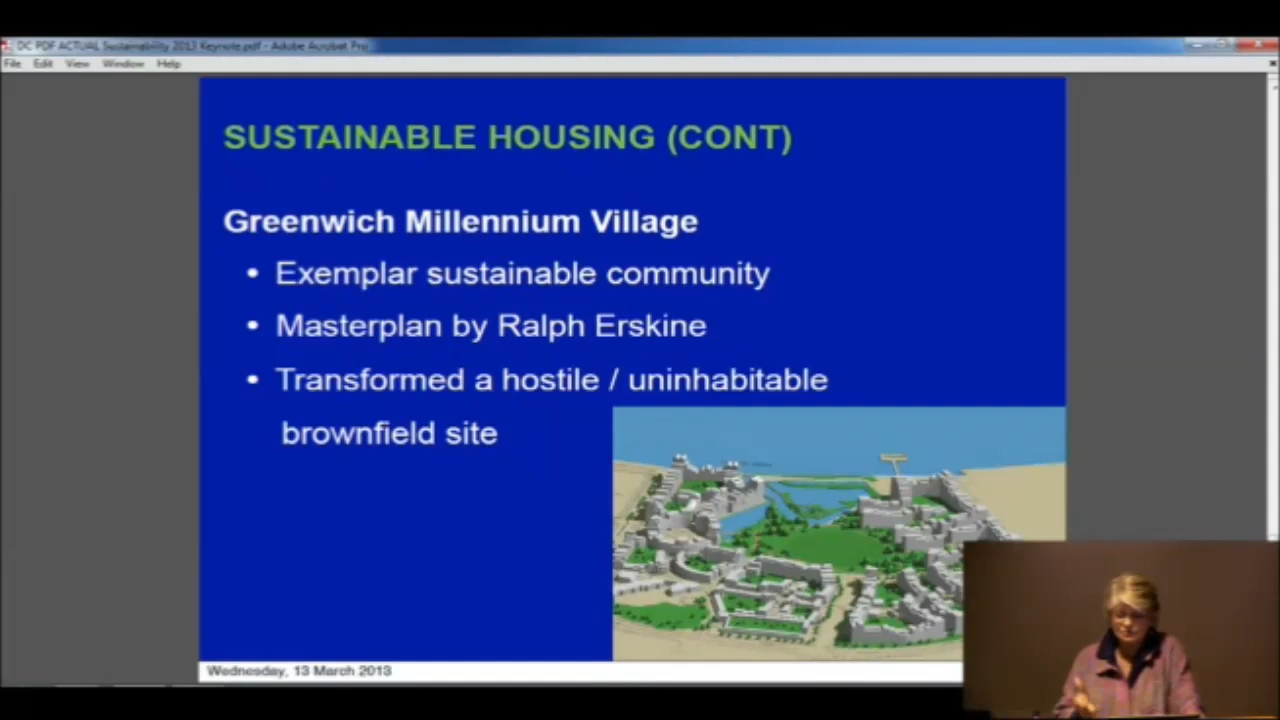 DC PDF ACTUAL Sustainability 2013 Keynote.pdf - Adobe Acrobat Pro
File Edit View Window Help
SUSTAINABLE HOUSING (CONT)
Greenwich Millennium Village
• Exemplar sustainable community
• Masterplan by Ralph Erskine
• Transformed a hostile / uninhabitable
brownfield site
Wednesday, 13 March 2013